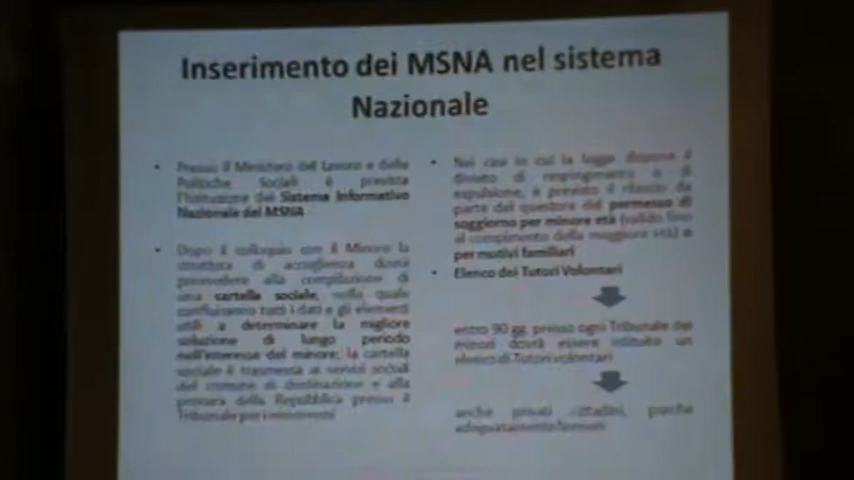 Inserimento dei MSNA nel sistema
Nazionale
• Presso il Ministero del Lavoro e delle
Politiche Sociali è prevista
l'istituzione del Sistema Informativo
Nazionale dei MSNA
• Dopo il colloquio con il Minore la
struttura di accoglienza dovrà
provvedere alla compilazione di
una cartella sociale, nella quale
confluiranno tutti i dati e gli elementi
utili a determinare la migliore
soluzione di lungo periodo
nell'interesse del minore; la cartella
sociale è trasmessa ai servizi sociali
del comune di destinazione e alla
procura della Repubblica presso il
Tribunale per i minorenni
• Nei casi in cui la legge dispone il
divieto di respingimento o di
espulsione, è previsto il rilascio da
parte del questore del permesso di
soggiorno per minore età (valido fino
al compimento della maggiore età) o
per motivi familiari
• Elenco dei Tutori Volontari
entro 90 gg. presso ogni Tribunale dei
minori dovrà essere istituito un
elenco di Tutori volontari
anche privati cittadini, purché
adeguatamente formati